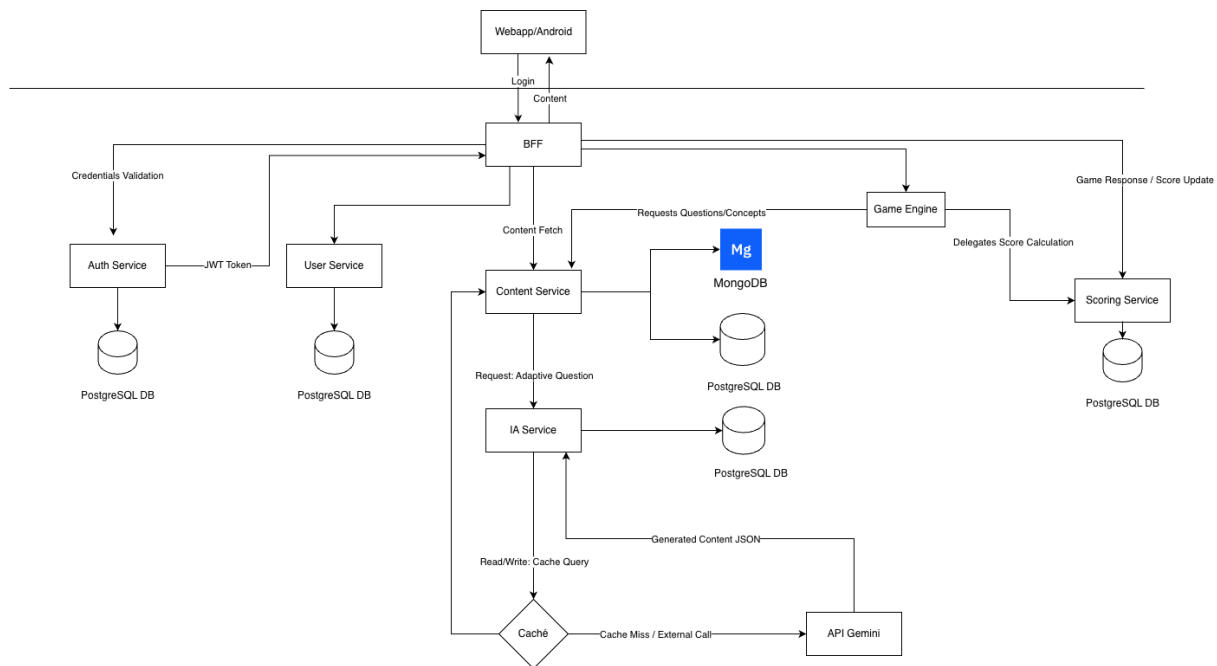 Webapp/Android
Login
Content
BFF
Credentials Validation
Game Response / Score Update
Game Engine
Requests Questions/Concepts
Content Fetch
Delegates Score Calculation
Mg
Auth Service
JWT Token
User Service
MongoDB
Content Service
Scoring Service
PostgreSQL DB
PostgreSQL DB
PostgreSQL DB
PostgreSQL DB
Request: Adaptive Question
IA Service
PostgreSQL DB
Generated Content JSON
Read/Write: Cache Query
Caché
Cache Miss / External Call
API Gemini